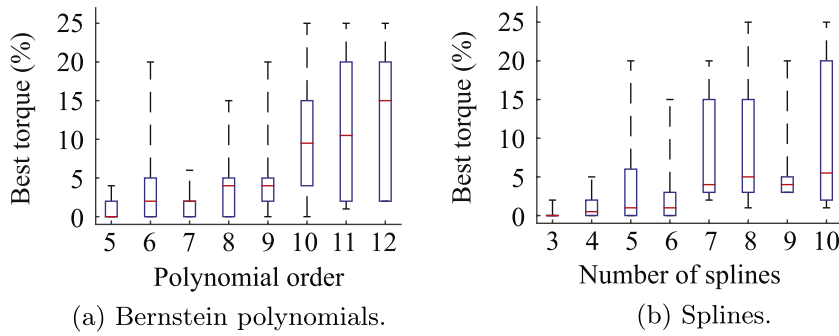 Best torque (%)
25
20
15
10
5
0
5 6 7 8 9 10 11 12
Polynomial order
(a) Bernstein polynomials.
Best torque (%)
25
20
15
10
5
0
3 4 5 6 7 8 9 10
Number of splines
(b) Splines.